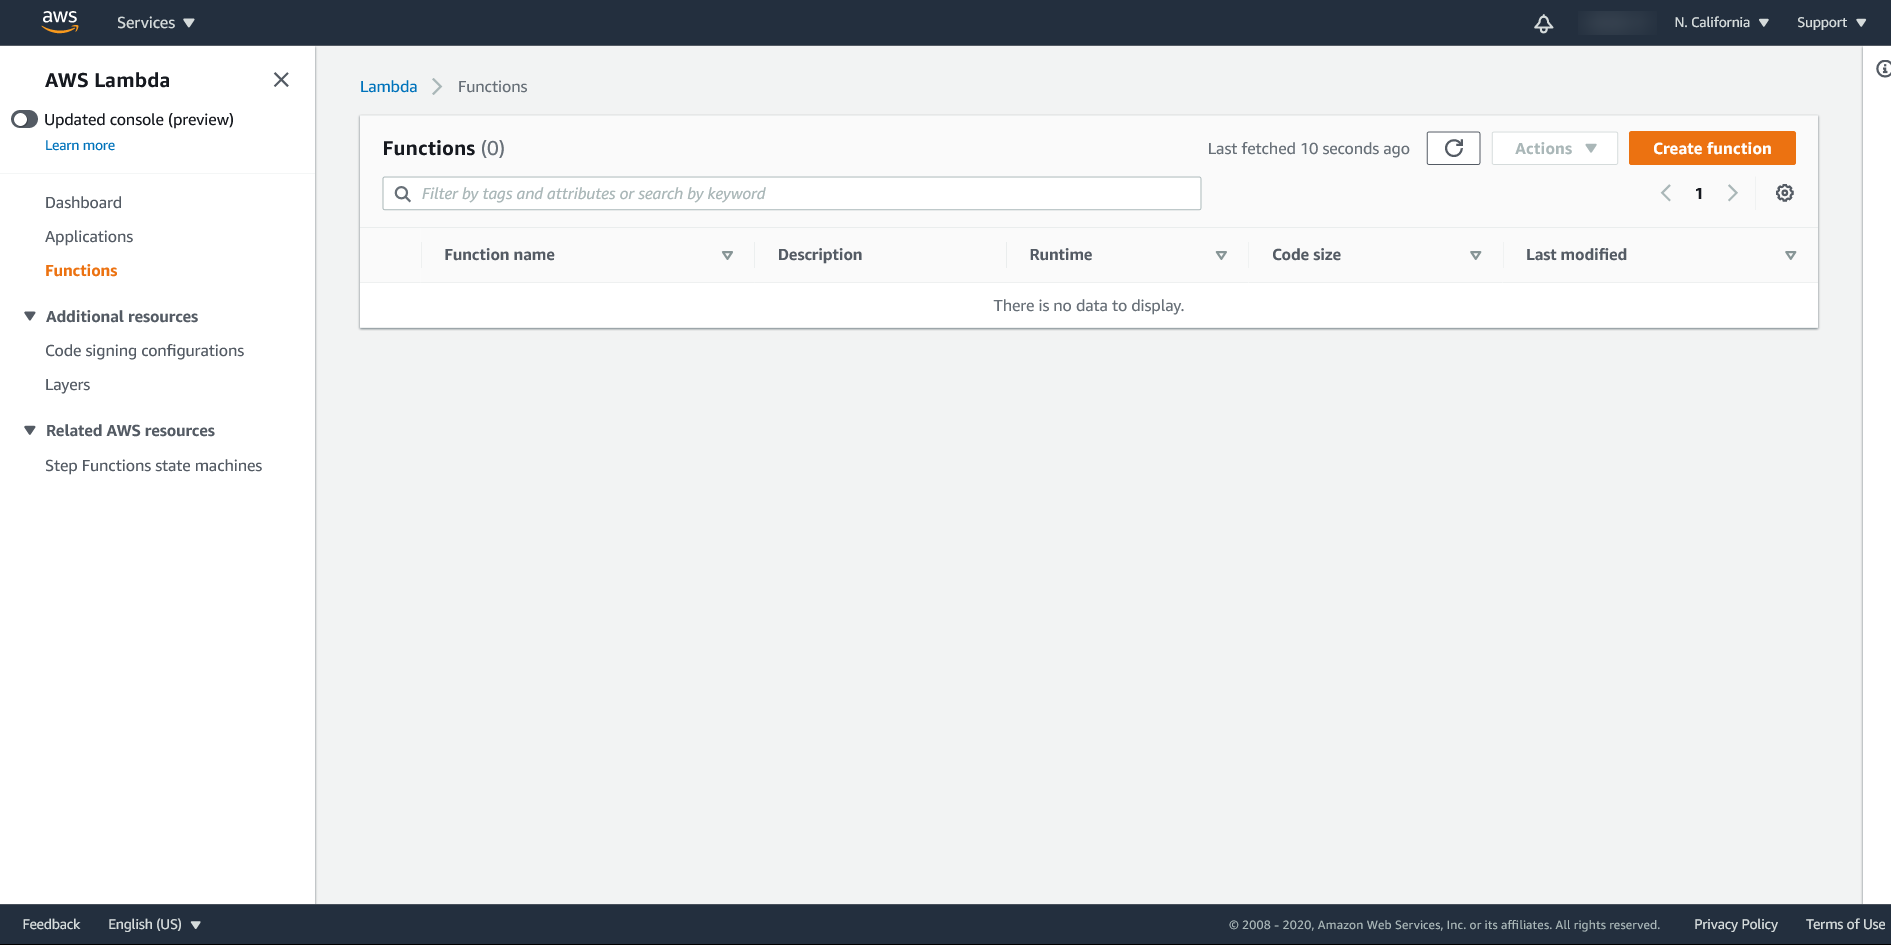 aws Services N. California Support
AWS Lambda
Updated console (preview)
Learn more
Dashboard
Applications
Functions
Additional resources
Code signing configurations
Layers
Related AWS resources
Step Functions state machines
Lambda Functions
Functions (0) Last fetched 10 seconds ago Actions Create function
Filter by tags and attributes or search by keyword 1
Function name Description Runtime Code size Last modified
There is no data to display.
Feedback English (US) © 2008 - 2020, Amazon Web Services, Inc. or its affiliates. All rights reserved. Privacy Policy Terms of Use